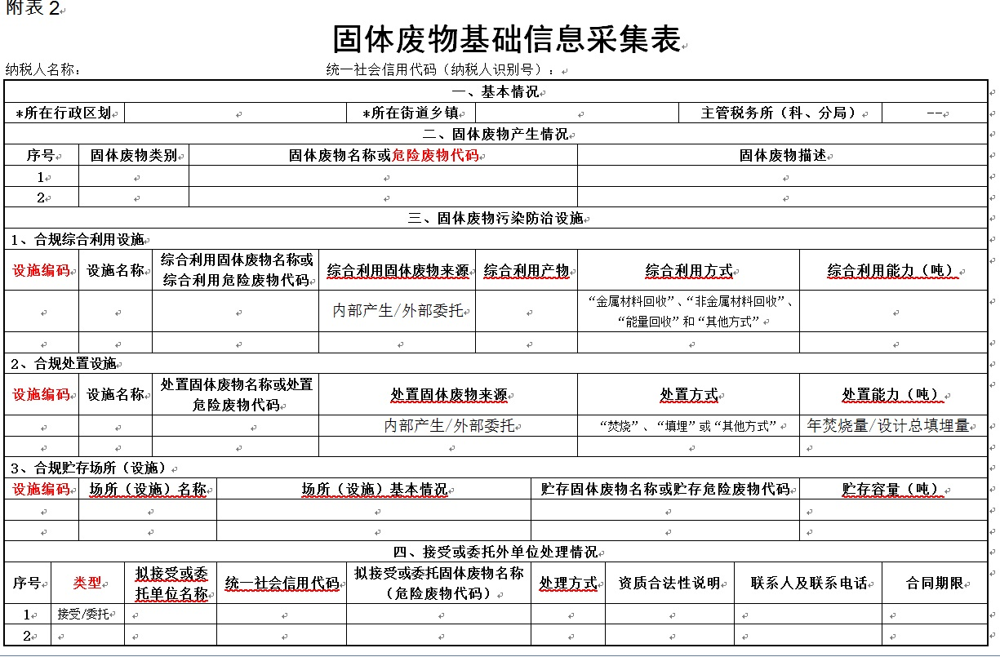 附表 2
固体废物基础信息采集表
纳税人名称： 统一社会信用代码（纳税人识别号）：
一、基本情况
*所在行政区划 *所在街道乡镇 主管税务所（科、分局） --
二、固体废物产生情况
序号 固体废物类别 固体废物名称或危险废物代码 固体废物描述
1
2
三、固体废物污染防治设施
1、合规综合利用设施
设施编码 设施名称 综合利用固体废物名称或 综合利用固体废物来源 综合利用产物 综合利用方式 综合利用能力（吨）
综合利用危险废物代码
内部产生/外部委托 “金属材料回收”、“非金属材料回收”、
“能量回收”和“其他方式”
2、合规处置设施
设施编码 设施名称 处置固体废物名称或处置 处置固体废物来源 处置方式 处置能力（吨）
危险废物代码
内部产生/外部委托 “焚烧”、“填埋”或“其他方式” 年焚烧量/设计总填埋量
3、合规贮存场所（设施）
设施编码 场所（设施）名称 场所（设施）基本情况 贮存固体废物名称或贮存危险废物代码 贮存容量（吨）
四、接受或委托外单位处理情况
序号 类型 拟接受或委 统一社会信用代码 拟接受或委托固体废物名称 处理方式 资质合法性说明 联系人及联系电话 合同期限
托单位名称 （危险废物代码）
1 接受/委托
2